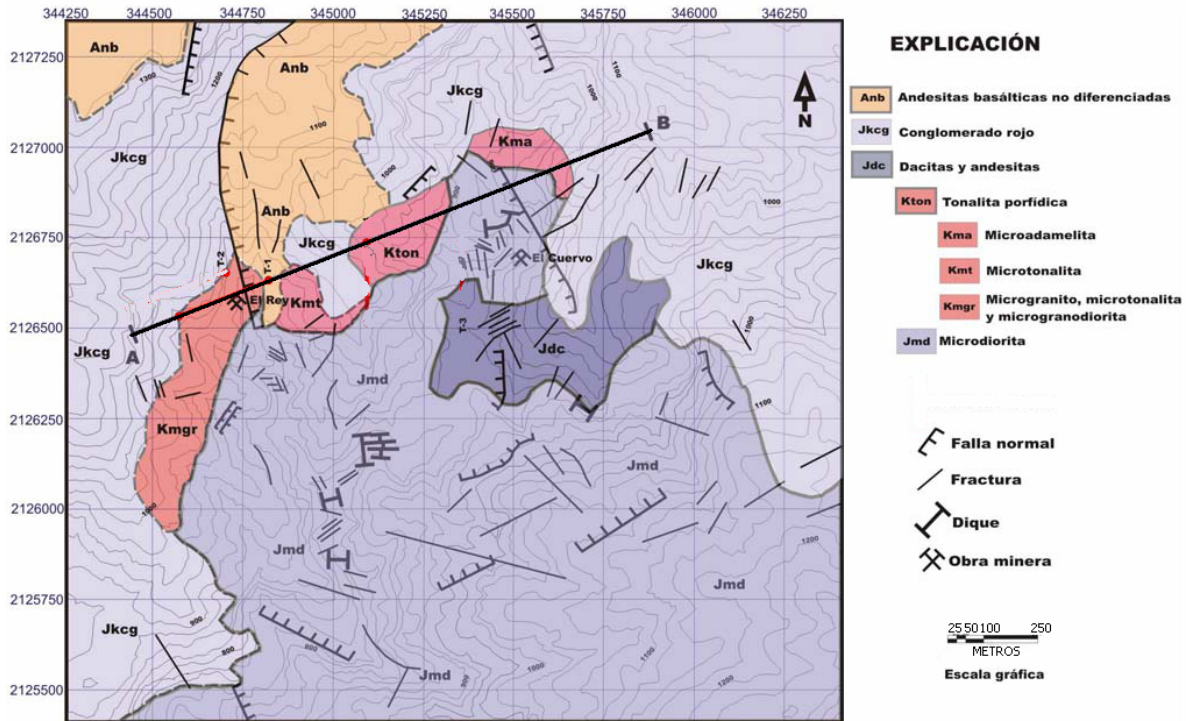 344250 344500 344750 345000 345250 345500 345750 346000 346250
2127250
2127000
2126750
2126500
2126250
2126000
2125750
2125500
Anb
1300
1200
Anb
1100
Jkcg
Jkcg
1100
1000
B
N
Kma
1000
900
1000
Anb
Jkcg
Kton
T-2
T-1
El Rey
Kmt
El Cuervo
Jkcg
Jkcg
A
T-3
Jdc
1000
Jmd
Kmgr
1100
Jmd
1000
1200
Jmd
Jmd
Jkcg
900
800
800
1100
1000
900
Jmd
EXPLICACIÓN
Anb Andesitas basálticas no diferenciadas
Jkcg Conglomerado rojo
Jdc Dacitas y andesitas
Kton Tonalita porfídica
Kma Microadamelita
Kmt Microtonalita
Kmgr Microgranito, microtonalita
y microgranodiorita
Jmd Microdiorita
Falla normal
Fractura
Dique
Obra minera
25 50 100 250
METROS
Escala gráfica